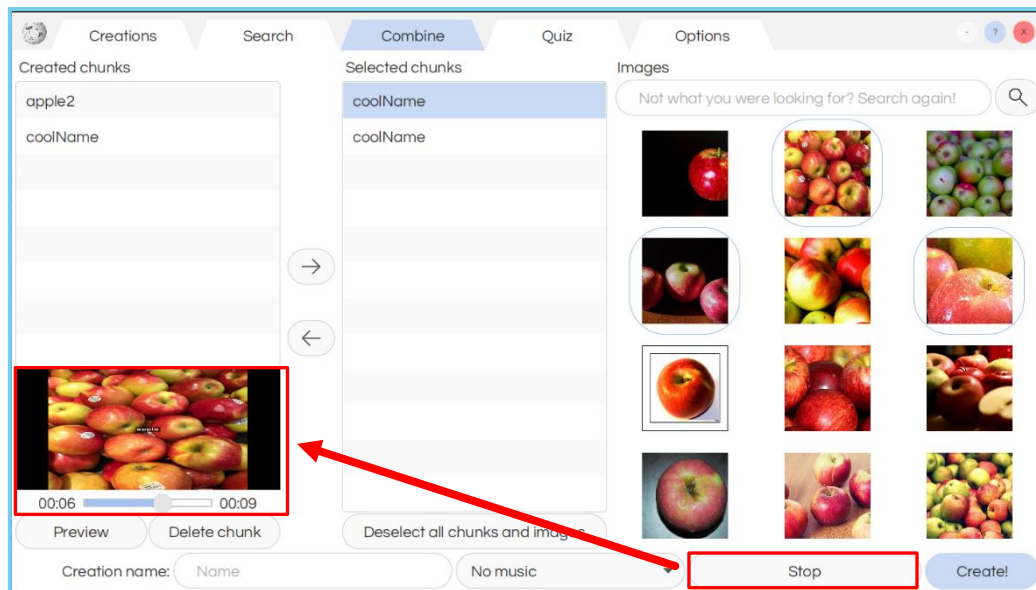 Creations
Search
Combine
Quiz
Options
-
?
x
Created chunks
Selected chunks
Images
apple2
coolName
coolName
coolName
Not what you were looking for? Search again!
00:06
00:09
Preview
Delete chunk
Deselect all chunks and images
Creation name:
Name
No music
Stop
Create!